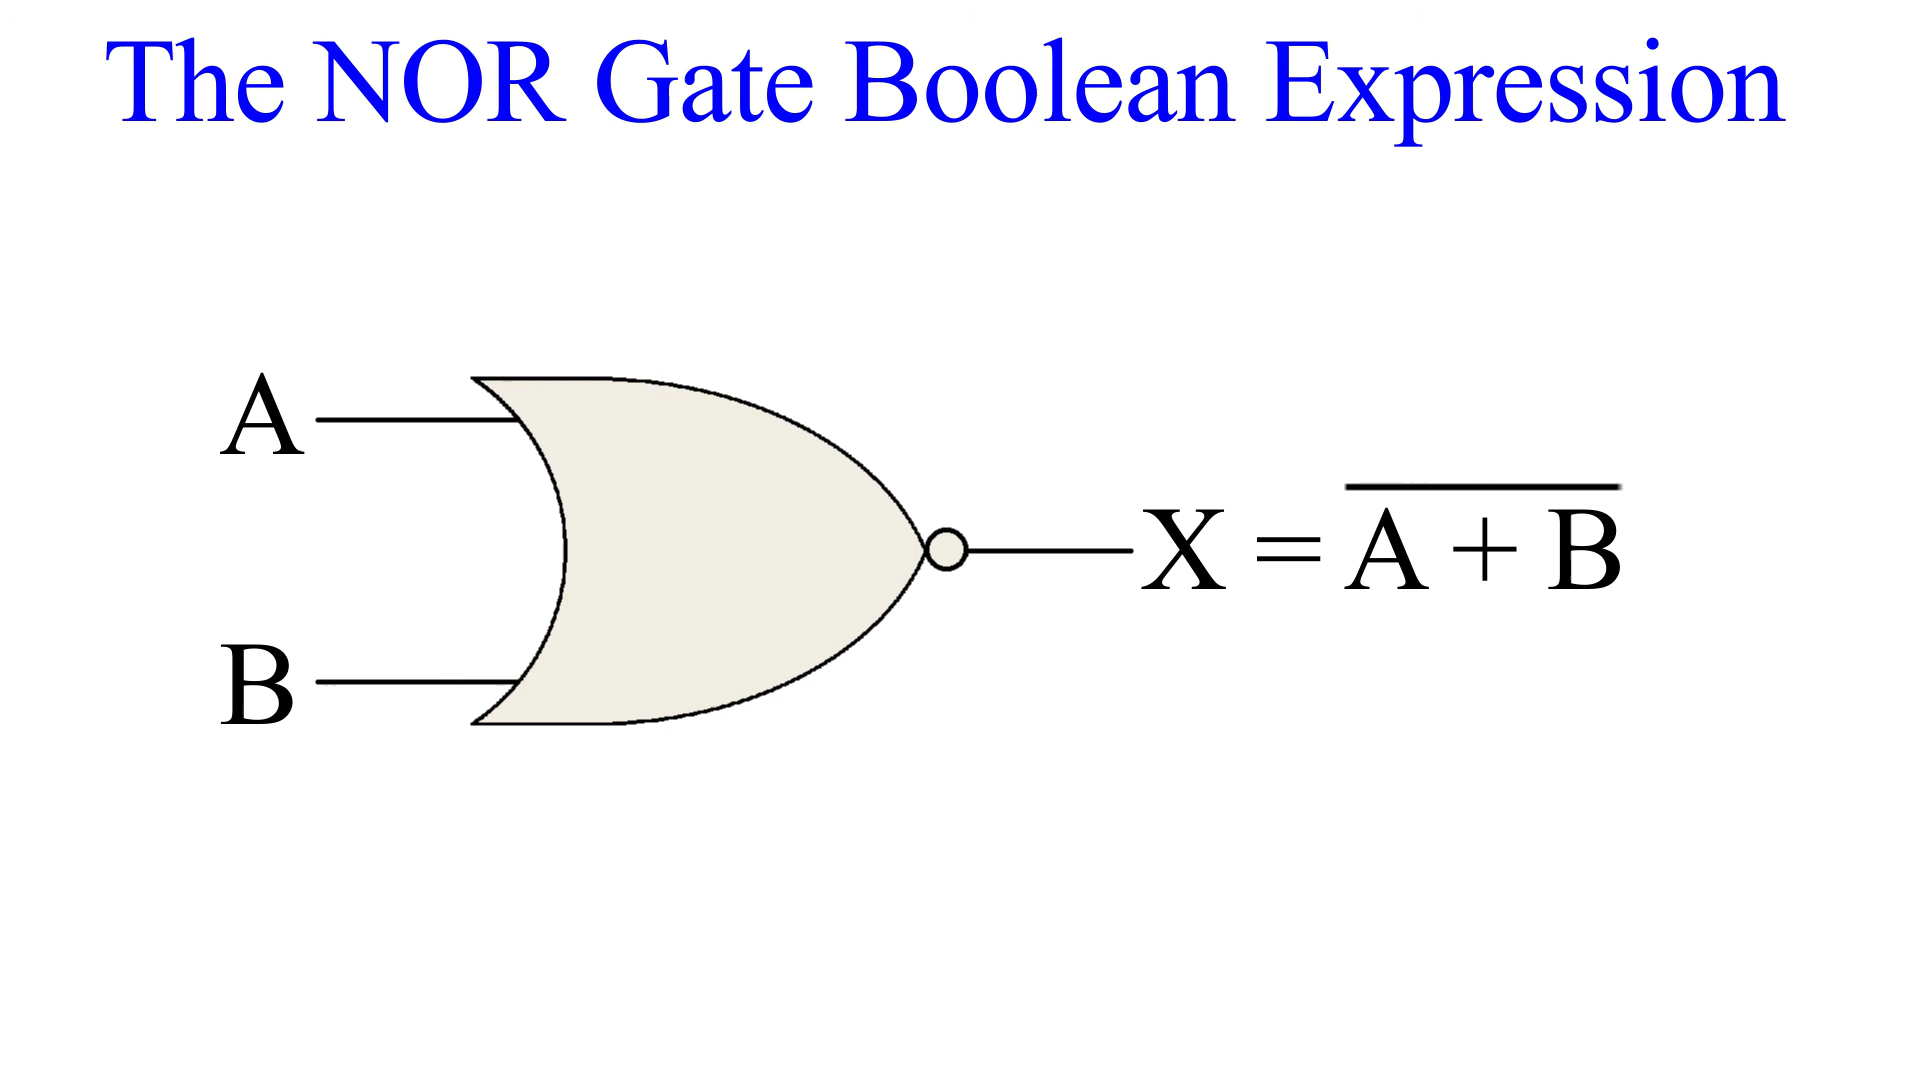 The NOR Gate Boolean Expression
A
X = A̅ ̅+̅ ̅B̅
B